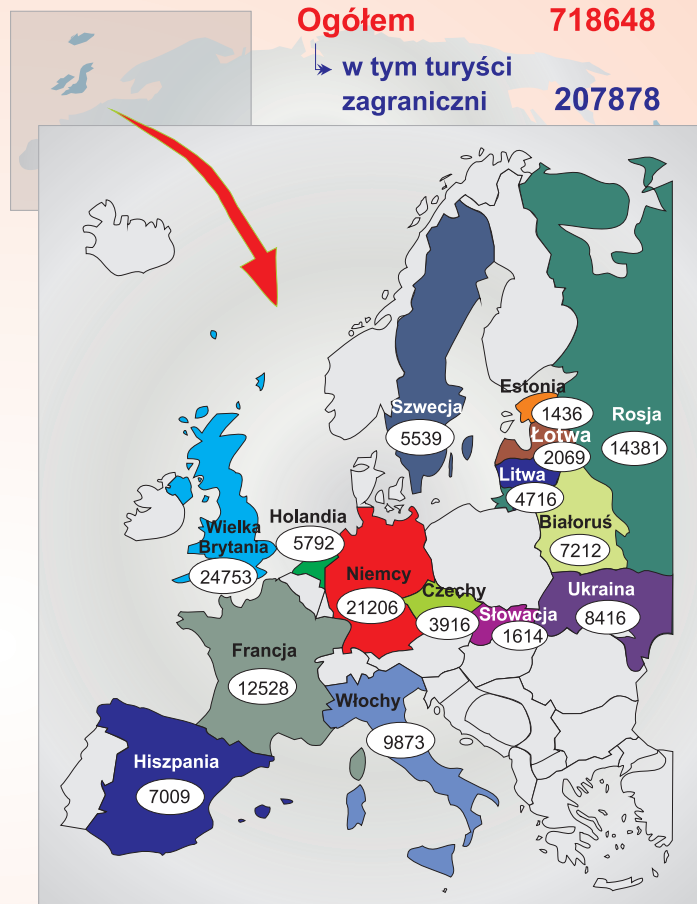 Ogółem 718648
w tym turyści
zagraniczni 207878
Estonia
1436
Szwecja
5539
Rosja
14381
Łotwa
2069
Litwa
4716
Holandia
5792
Wielka
Brytania
24753
Białoruś
7212
Niemcy
21206
Czechy
3916
Słowacja
1614
Ukraina
8416
Francja
12528
Włochy
9873
Hiszpania
7009